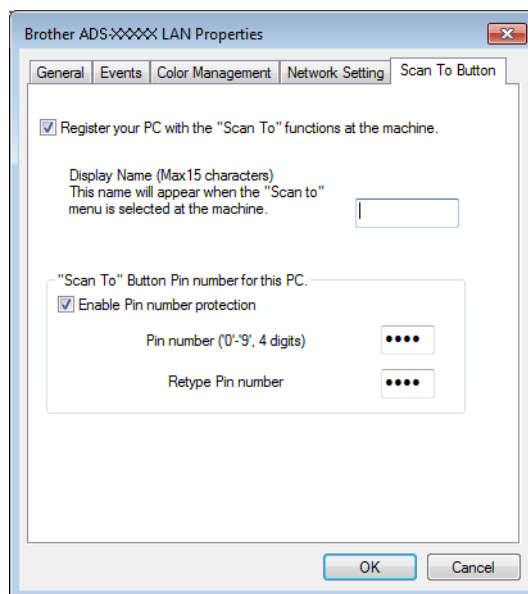 Brother ADS-XXXXX LAN Properties
General Events Color Management Network Setting Scan To Button
Register your PC with the "Scan To" functions at the machine.
Display Name (Max15 characters)
This name will appear when the "Scan to"
menu is selected at the machine.
"Scan To" Button Pin number for this PC.
Enable Pin number protection
Pin number ('0'-'9', 4 digits) ••••
Retype Pin number ••••
OK Cancel